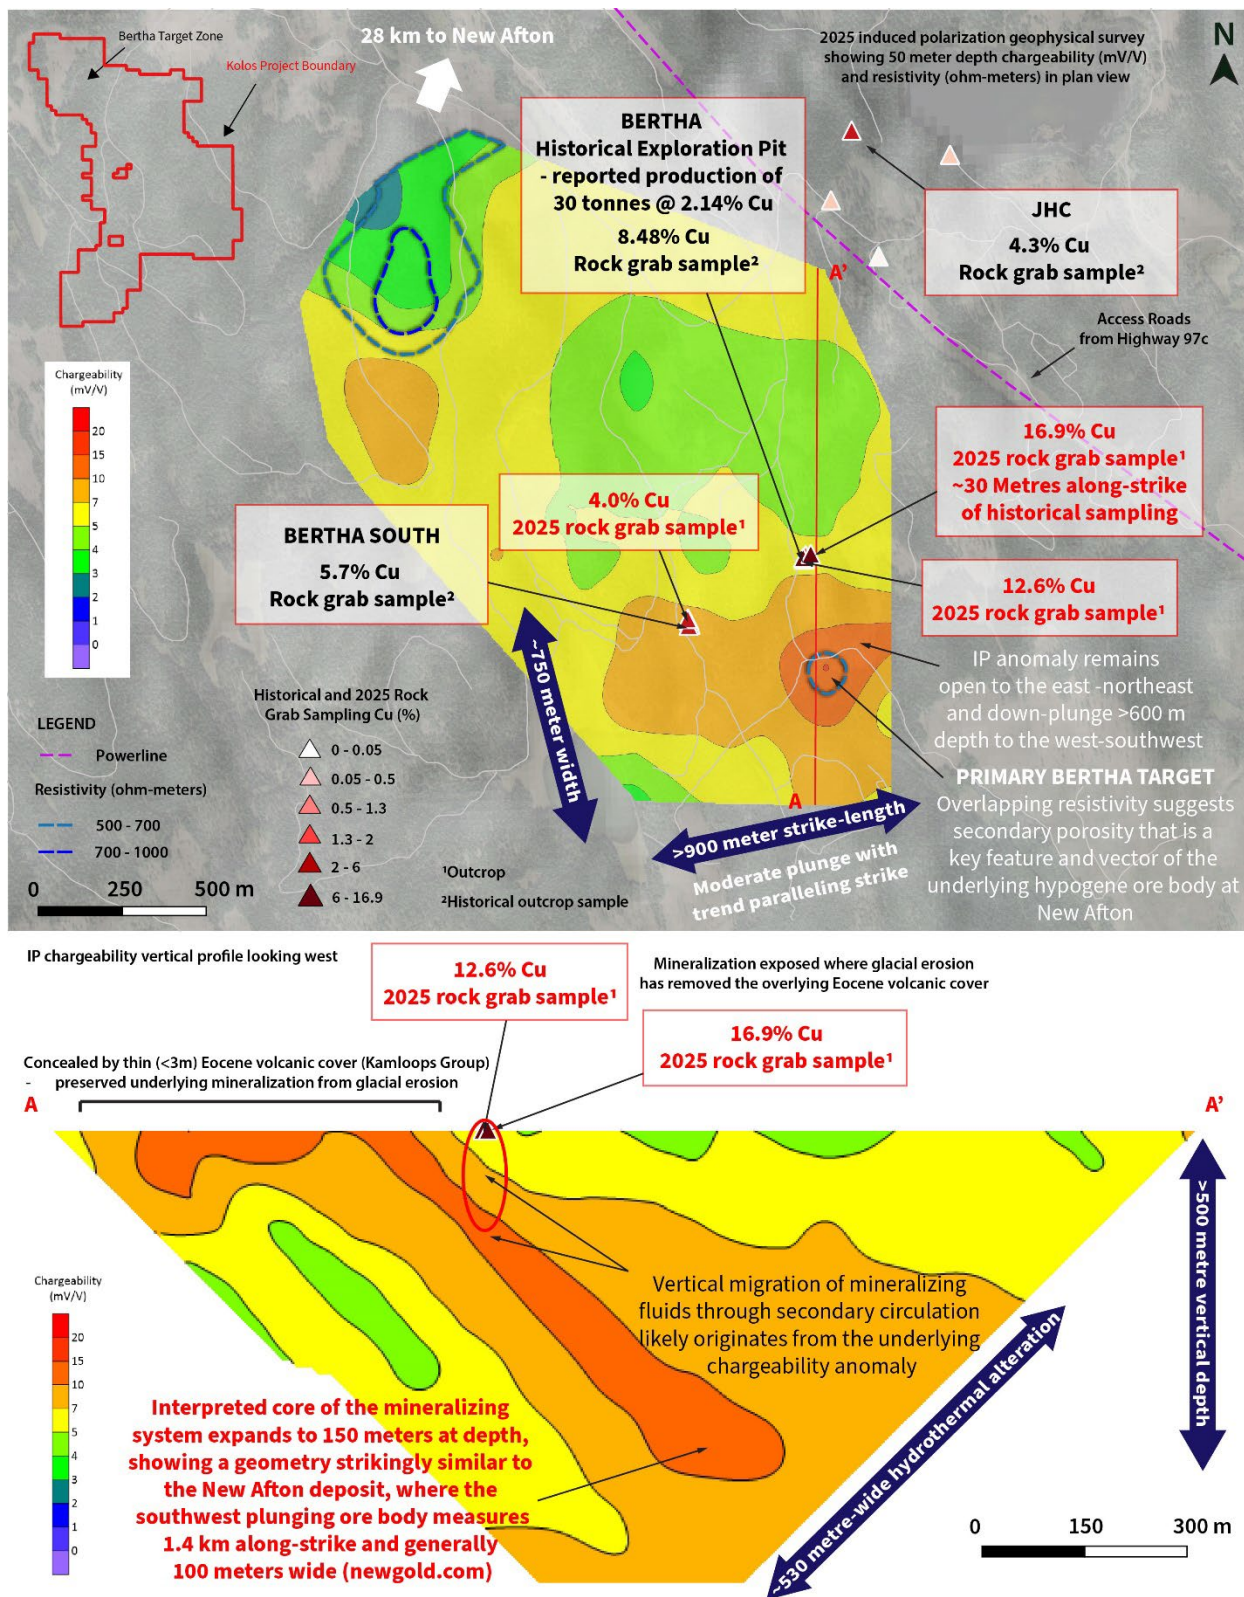 Bertha Target Zone
Kolos Project Boundary
28 km to New Afton
2025 induced polarization geophysical survey
showing 50 meter depth chargeability (mV/V)
and resistivity (ohm-meters) in plan view
N
BERTHA
Historical Exploration Pit
- reported production of
30 tonnes @ 2.14% Cu
8.48% Cu
Rock grab sample²
JHC
4.3% Cu
Rock grab sample²
A'
Access Roads
from Highway 97c
Chargeability
(mV/V)
20
15
10
7
5
4
3
2
1
0
16.9% Cu
2025 rock grab sample¹
~30 Metres along-strike
of historical sampling
4.0% Cu
2025 rock grab sample¹
BERTHA SOUTH
5.7% Cu
Rock grab sample²
12.6% Cu
2025 rock grab sample¹
IP anomaly remains
open to the east -northeast
and down-plunge >600 m
depth to the west-southwest
~750 meter width
Historical and 2025 Rock
Grab Sampling Cu (%)
0 - 0.05
0.05 - 0.5
0.5 - 1.3
1.3 - 2
2 - 6
6 - 16.9
LEGEND
Powerline
Resistivity (ohm-meters)
500 - 700
700 - 1000
0 250 500 m
¹Outcrop
²Historical outcrop sample
A
>900 meter strike-length
Moderate plunge with
trend paralleling strike
PRIMARY BERTHA TARGET
Overlapping resistivity suggests
secondary porosity that is a
key feature and vector of the
underlying hypogene ore body at
New Afton
IP chargeability vertical profile looking west
12.6% Cu
2025 rock grab sample¹
Mineralization exposed where glacial erosion
has removed the overlying Eocene volcanic cover
16.9% Cu
2025 rock grab sample¹
Concealed by thin (<3m) Eocene volcanic cover (Kamloops Group)
- preserved underlying mineralization from glacial erosion
A
A'
>500 metre vertical depth
Chargeability
(mV/V)
20
15
10
7
5
4
3
2
1
0
Vertical migration of mineralizing
fluids through secondary circulation
likely originates from the underlying
chargeability anomaly
~530 metre-wide hydrothermal alteration
Interpreted core of the mineralizing
system expands to 150 meters at depth,
showing a geometry strikingly similar to
the New Afton deposit, where the
southwest plunging ore body measures
1.4 km along-strike and generally
100 meters wide (newgold.com)
0 150 300 m